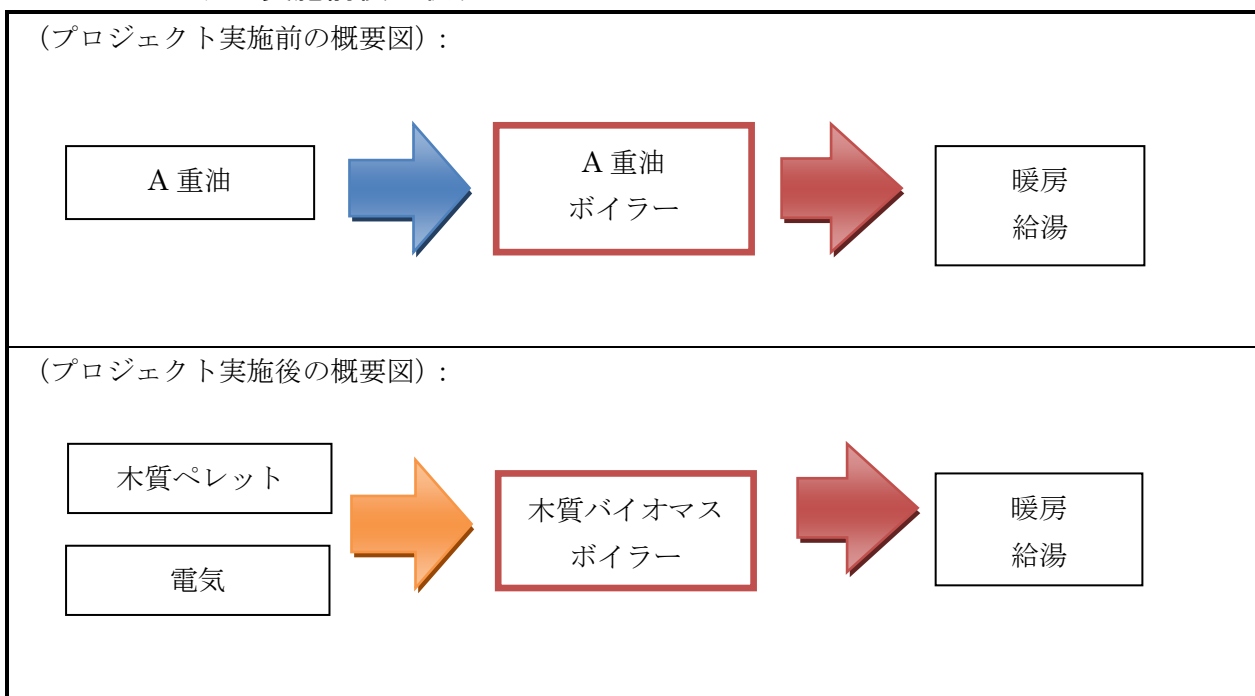 (プロジェクト実施前の概要図):
A 重油
A 重油
ボイラー
暖房
給湯
(プロジェクト実施後の概要図):
木質ペレット
電気
木質バイオマス
ボイラー
暖房
給湯